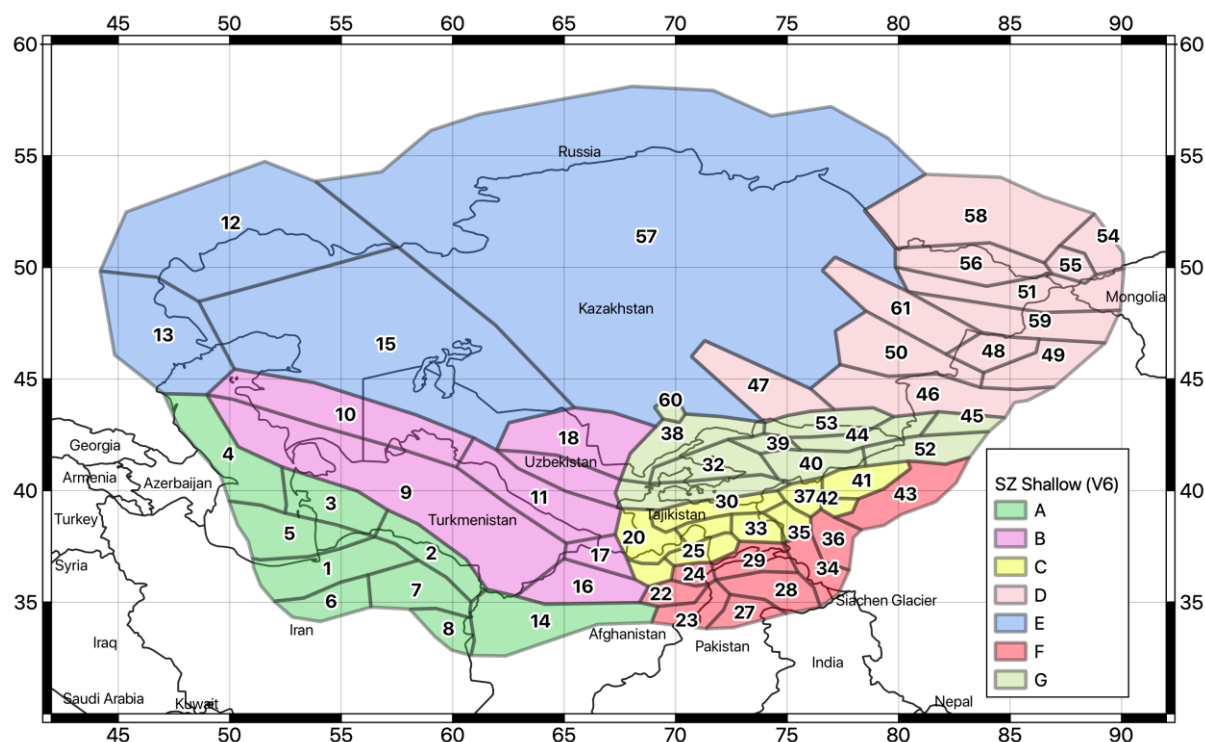 45 50 55 60 65 70 75 80 85 90
60 60
55 Russia 55
58
12 57 54
50 56 55 50
51
Mongolia
61 59
13 Kazakhstan
15 50 48 49
45 47 46 45
60
10 53 45
Georgia 18 38 39 44
4 Uzbekistan 32 40 52
Armenia Azerbaijan 41
40 9 11 30 37 42 43 40
3 Tajikistan
Turkey Turkmenistan 33
5 20 35 36
2 17 25
Syria 1 29 34
24
7 16 22 28
35 6 Siachen Glacier 35
14 23 27
Iran 8 Afghanistan
Iraq Pakistan
India
Saudi Arabia Kuwait Nepal
45 50 55 60 65 70 75 80 85 90
SZ Shallow (V6)
A
B
C
D
E
F
G